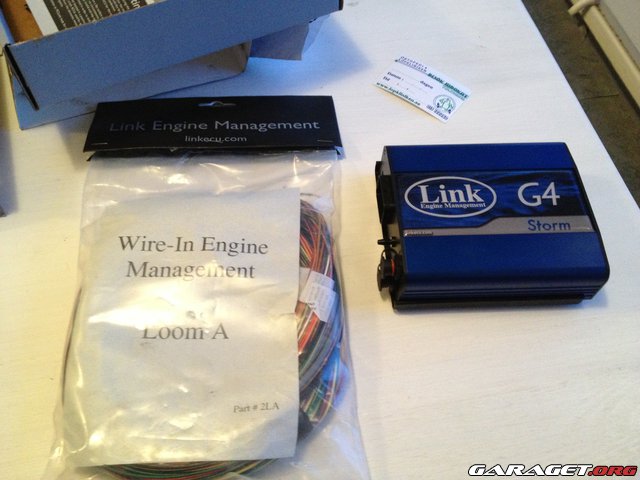 Link Engine Management
linkecu.com
Wire-In Engine
Management
Loom A
Part # 2LA
Link
Engine Management
G4
Storm
GARAGET.ORG